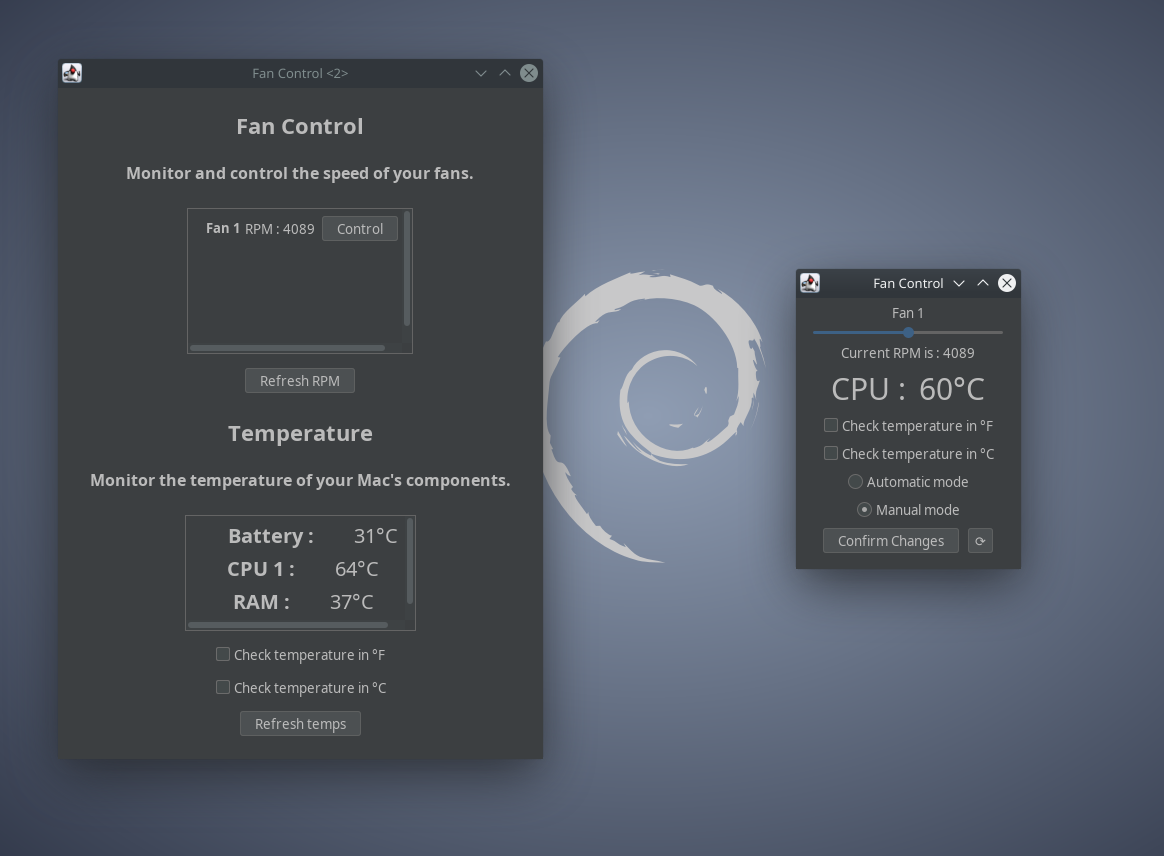 Fan Control <2>
Fan Control
Monitor and control the speed of your fans.
Fan 1 RPM : 4089 Control
Refresh RPM
Temperature
Monitor the temperature of your Mac's components.
Battery : 31°C
CPU 1 : 64°C
RAM : 37°C
Check temperature in °F
Check temperature in °C
Refresh temps
Fan Control
Fan 1
Current RPM is : 4089
CPU : 60°C
Check temperature in °F
Check temperature in °C
Automatic mode
Manual mode
Confirm Changes